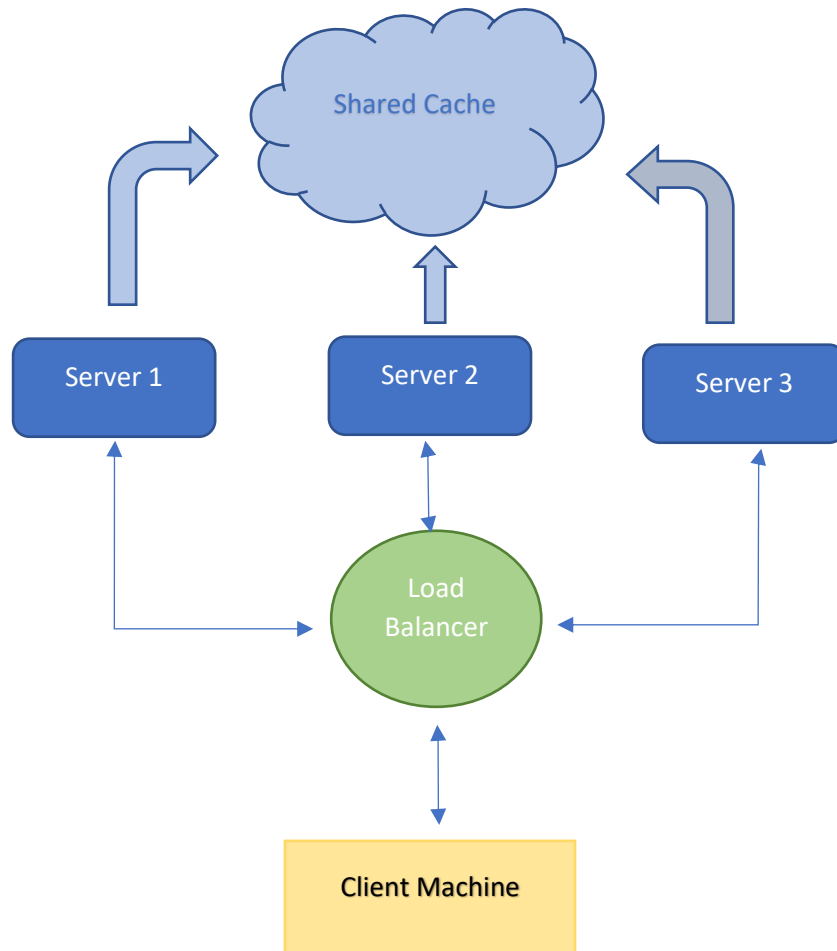 Shared Cache
Server 1
Server 2
Server 3
Load
Balancer
Client Machine